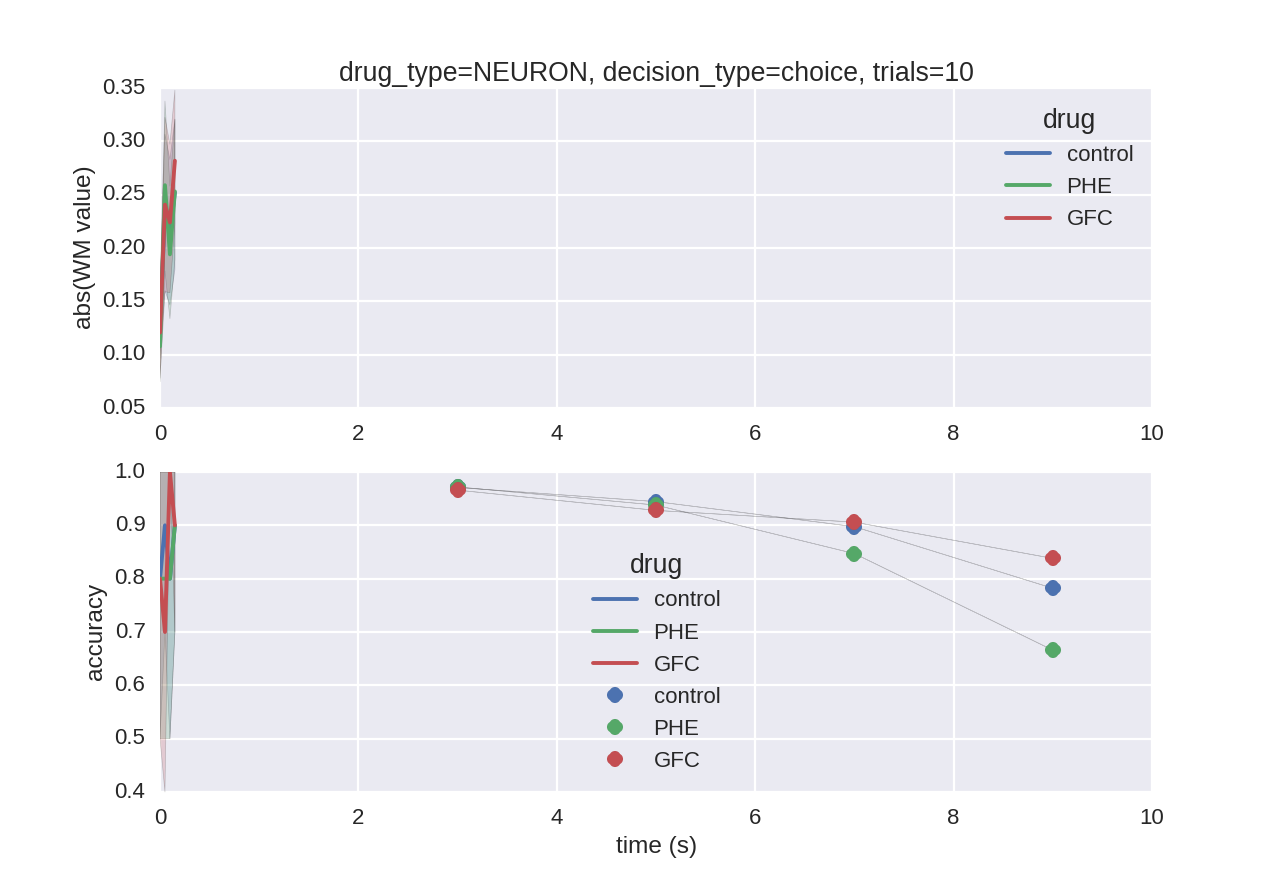 drug_type=NEURON, decision_type=choice, trials=10
0.35
0.30
0.25
0.20
0.15
0.10
0.05
abs(WM value)
drug
control
PHE
GFC
0 2 4 6 8 10
1.0
0.9
0.8
0.7
0.6
0.5
0.4
accuracy
drug
control
PHE
GFC
control
PHE
GFC
0 2 4 6 8 10
time (s)